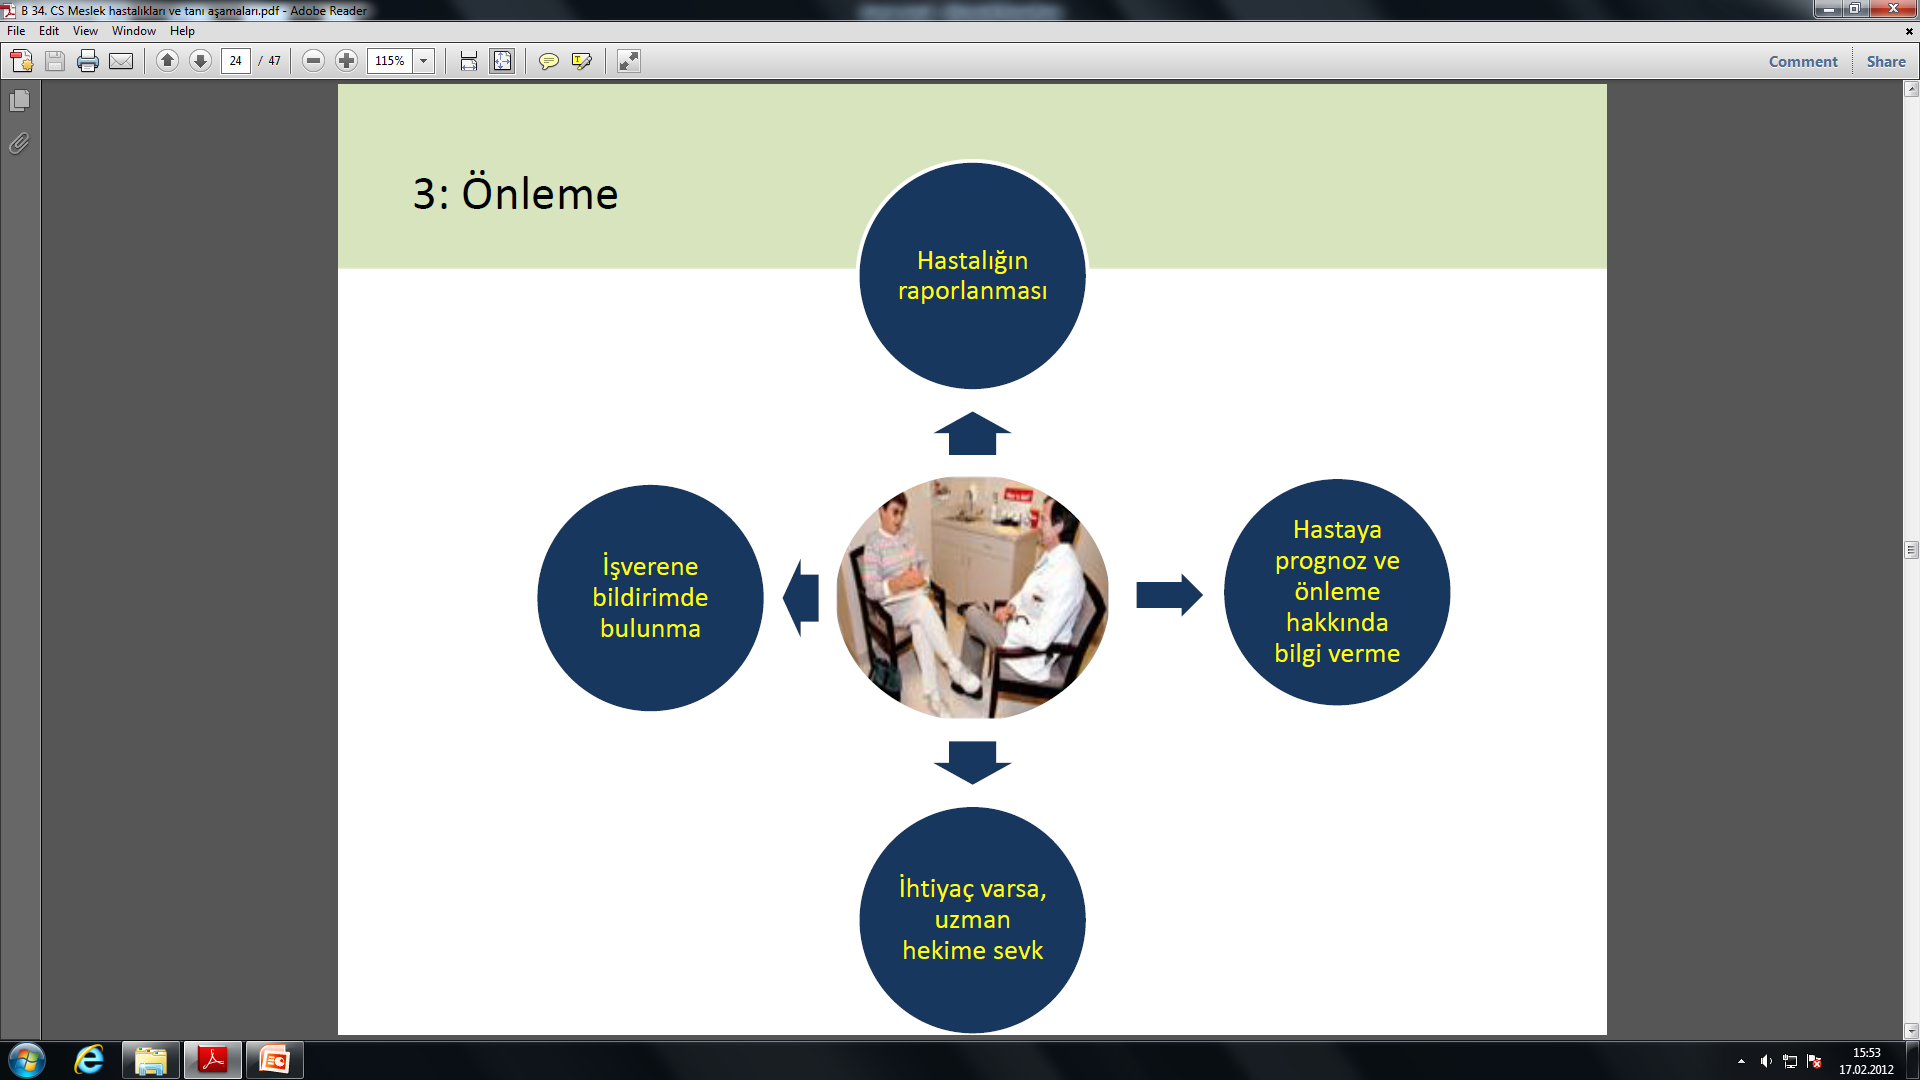 B 34. CS Meslek hastalıkları ve tanı aşamaları.pdf - Adobe Reader
File Edit View Window Help
24 / 47 115% Comment Share
3: Önleme
Hastalığın
raporlanması
İşverene
bildirimde
bulunma
Hastaya
prognoz ve
önleme
hakkında
bilgi verme
İhtiyaç varsa,
uzman
hekime sevk
15:53
17.02.2012